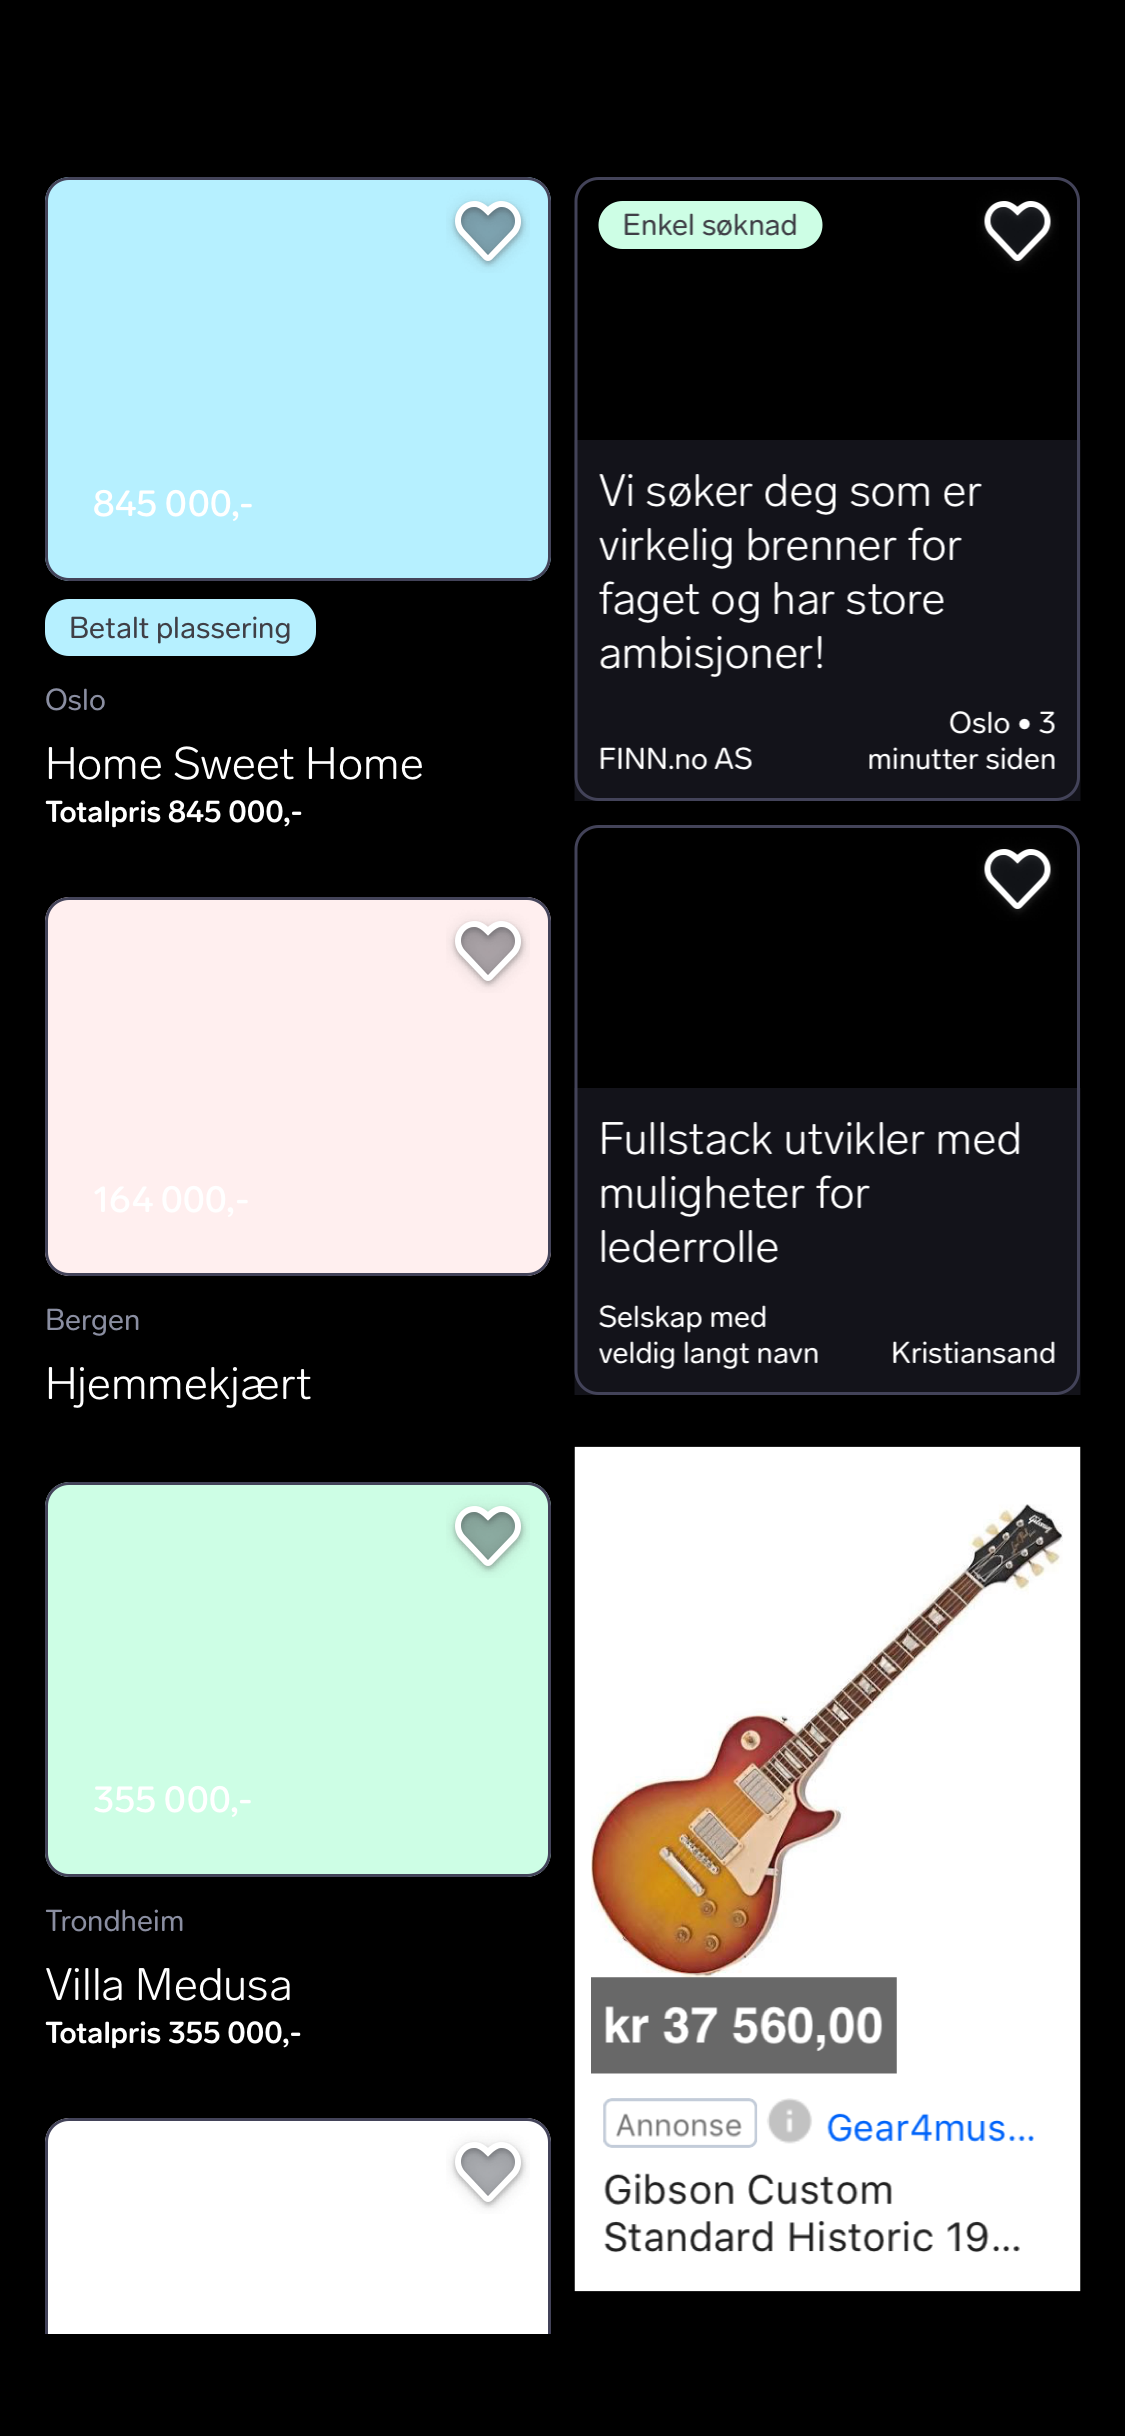 845 000,-
Betalt plassering
Oslo
Home Sweet Home
Totalpris 845 000,-
164 000,-
Bergen
Hjemmekjært
355 000,-
Trondheim
Villa Medusa
Totalpris 355 000,-
Enkel søknad
Vi søker deg som er
virkelig brenner for
faget og har store
ambisjoner!
FINN.no AS
Oslo • 3
minutter siden
Fullstack utvikler med
muligheter for
lederrolle
Selskap med
veldig langt navn
Kristiansand
Gibson
kr 37 560,00
Annonse
Gear4mus...
Gibson Custom
Standard Historic 19...